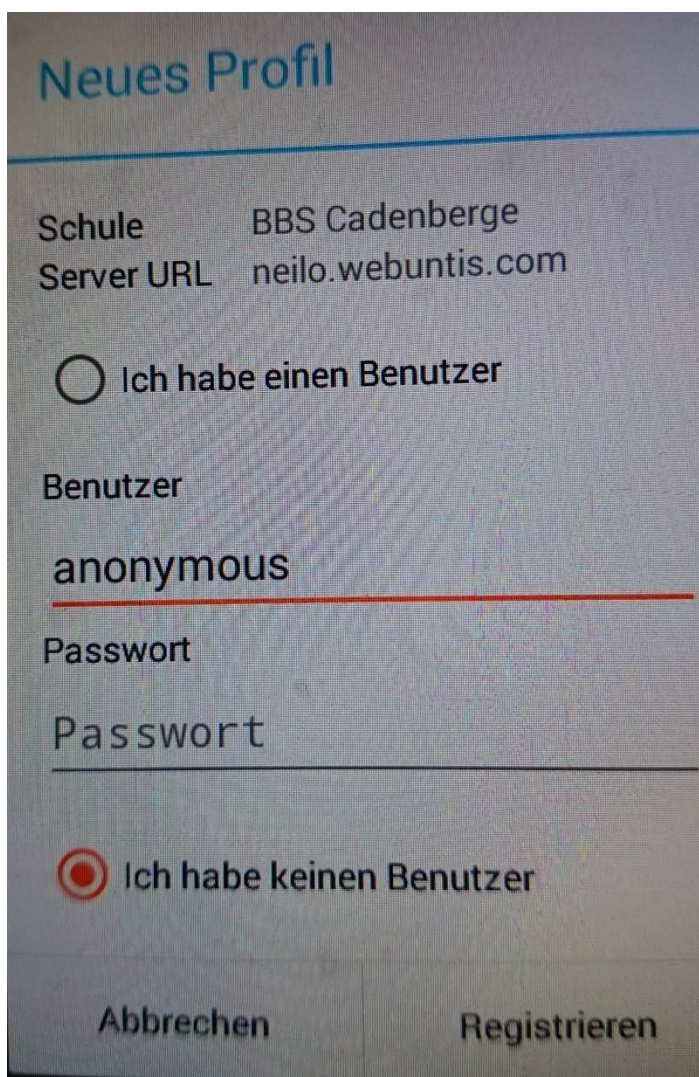 Neues Profil
Schule BBS Cadenberge
Server URL neilo.webuntis.com
Ich habe einen Benutzer
Benutzer
anonymous
Passwort
Passwort
Ich habe keinen Benutzer
Abbrechen Registrieren